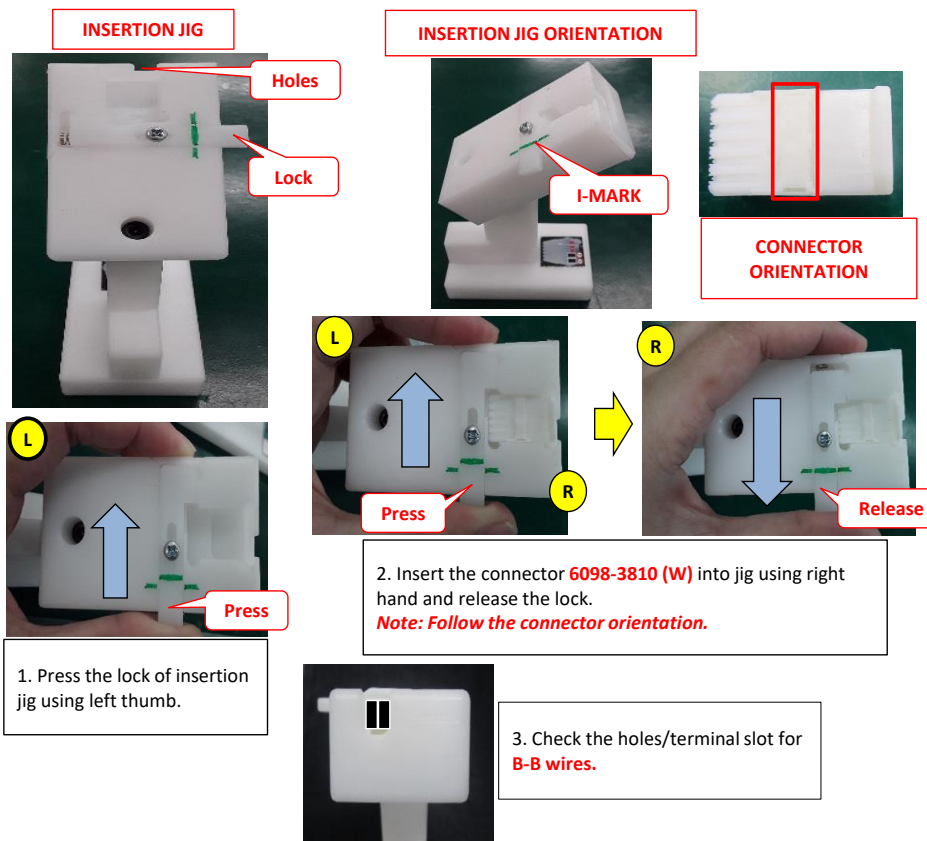 INSERTION JIG
Holes
Lock
INSERTION JIG ORIENTATION
I-MARK
CONNECTOR
ORIENTATION
L
Press
1. Press the lock of insertion
jig using left thumb.
L
Press
R
R
Release
2. Insert the connector 6098-3810 (W) into jig using right
hand and release the lock.
Note: Follow the connector orientation.
3. Check the holes/terminal slot for
B-B wires.